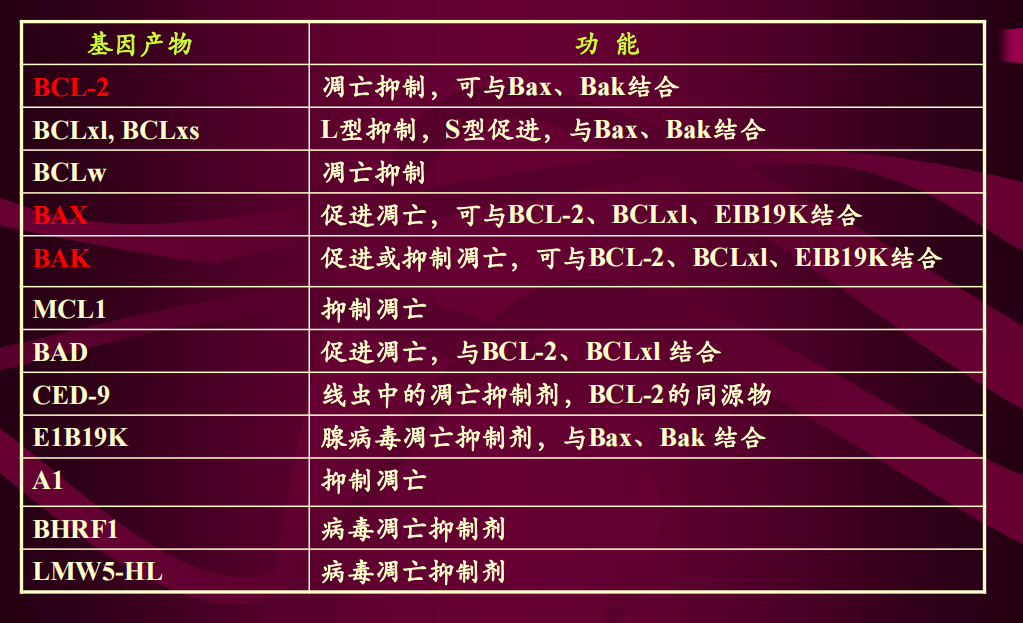 基因产物 功 能
BCL-2 凋亡抑制，可与Bax、Bak结合
BCLxl, BCLxs L型抑制，S型促进，与Bax、Bak结合
BCLw 凋亡抑制
BAX 促进凋亡，可与BCL-2、BCLxl、EIB19K结合
BAK 促进或抑制凋亡，可与BCL-2、BCLxl、EIB19K结合
MCL1 抑制凋亡
BAD 促进凋亡，与BCL-2、BCLxl 结合
CED-9 线虫中的凋亡抑制剂，BCL-2的同源物
E1B19K 腺病毒凋亡抑制剂，与Bax、Bak 结合
A1 抑制凋亡
BHRF1 病毒凋亡抑制剂
LMW5-HL 病毒凋亡抑制剂